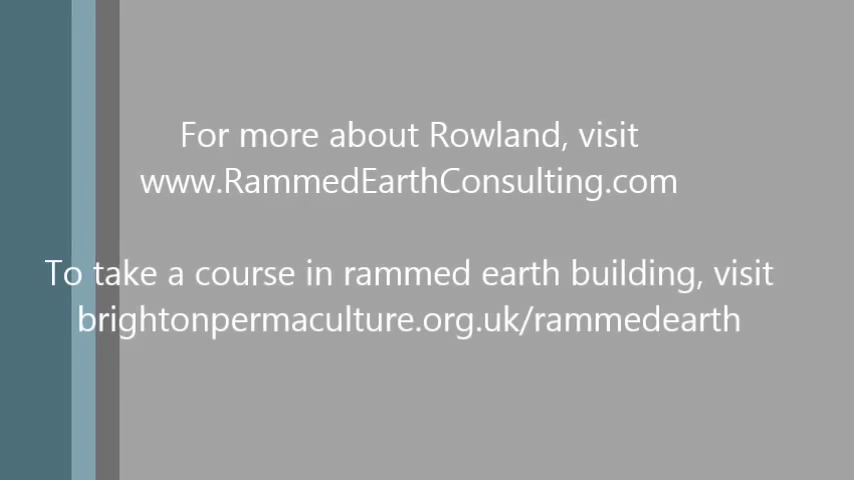 For more about Rowland, visit
www.RammedEarthConsulting.com
To take a course in rammed earth building, visit
brightonpermaculture.org.uk/rammedearth